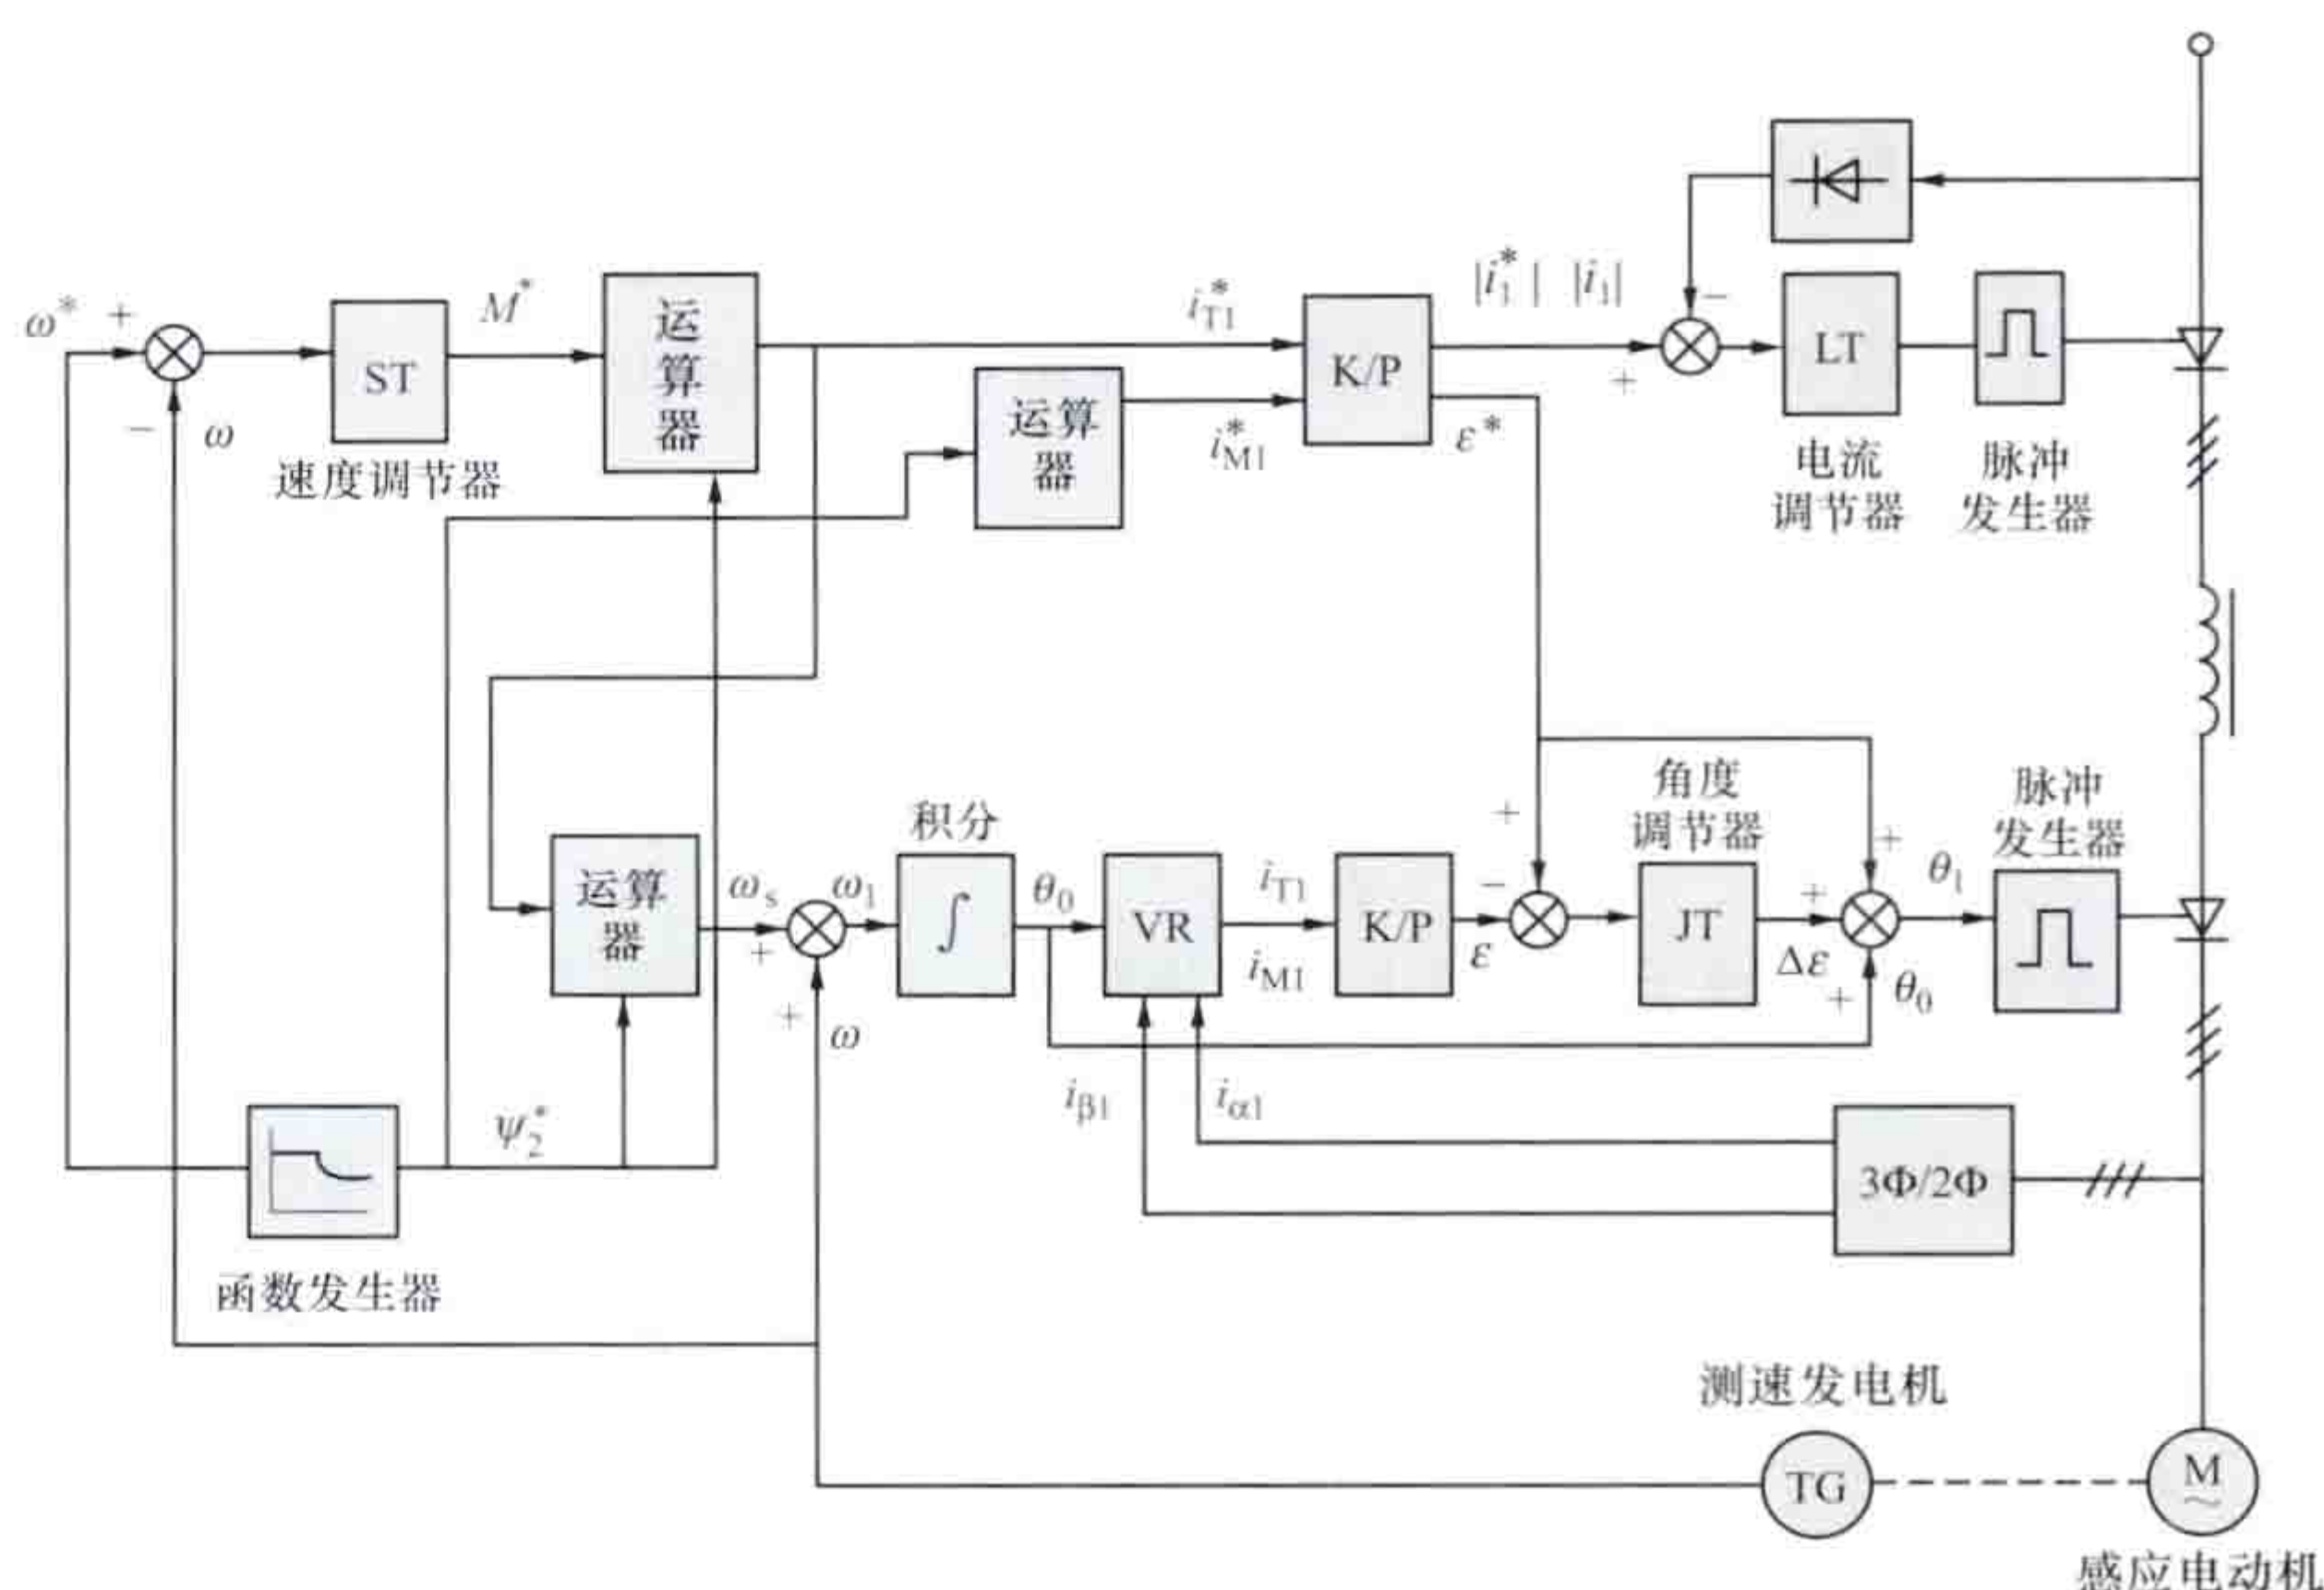 ω* +
−
ω
ST
速度调节器
M*
运
算
器
运算
器
i*T1
i*M1
K/P
|i*1| |i1|
ε*
−
+
LT
电流
调节器
脉冲
发生器
运算
器
ωs
+
+
ω
ω1
积分
∫
θ0
VR
iT1
iM1
K/P
ε
+
−
角度
调节器
JT
+
Δε
+
+
θ0
θ1
脉冲
发生器
iβ1
iα1
3Φ/2Φ
ψ*2
函数发生器
测速发电机
TG
M
~
感应电动机